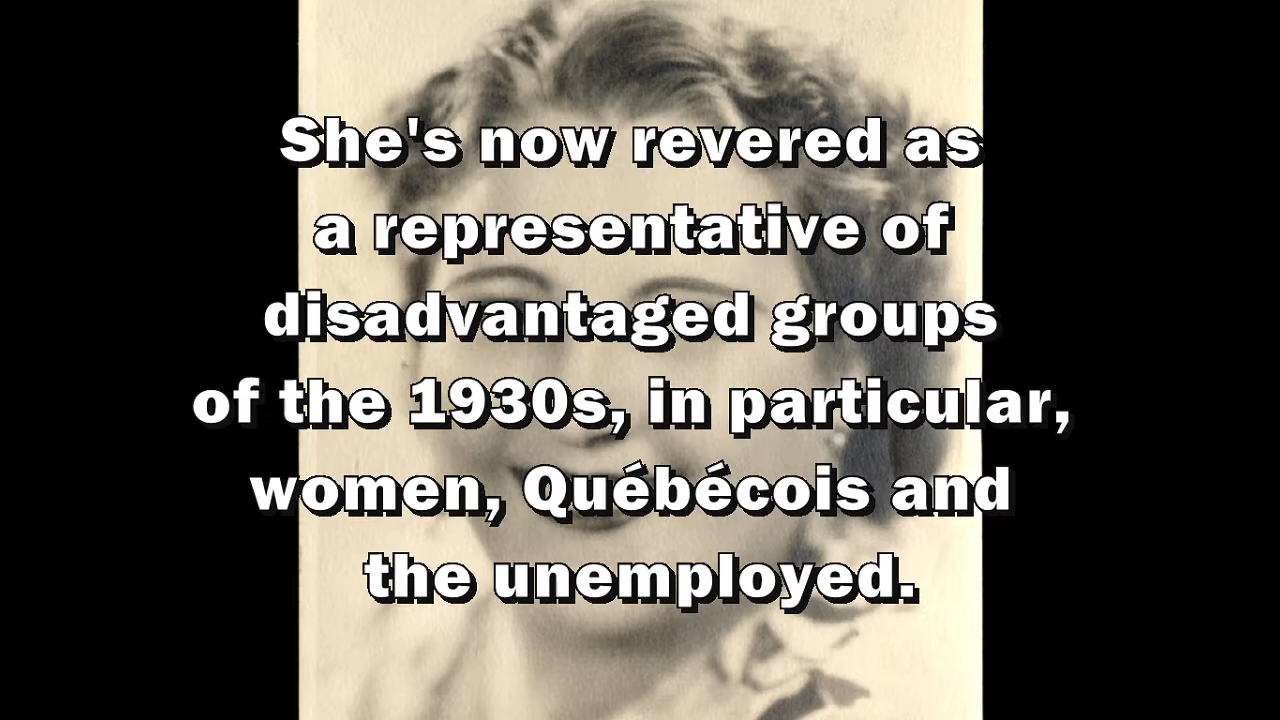 She's now revered as
a representative of
disadvantaged groups
of the 1930s, in particular,
women, Québécois and
the unemployed.